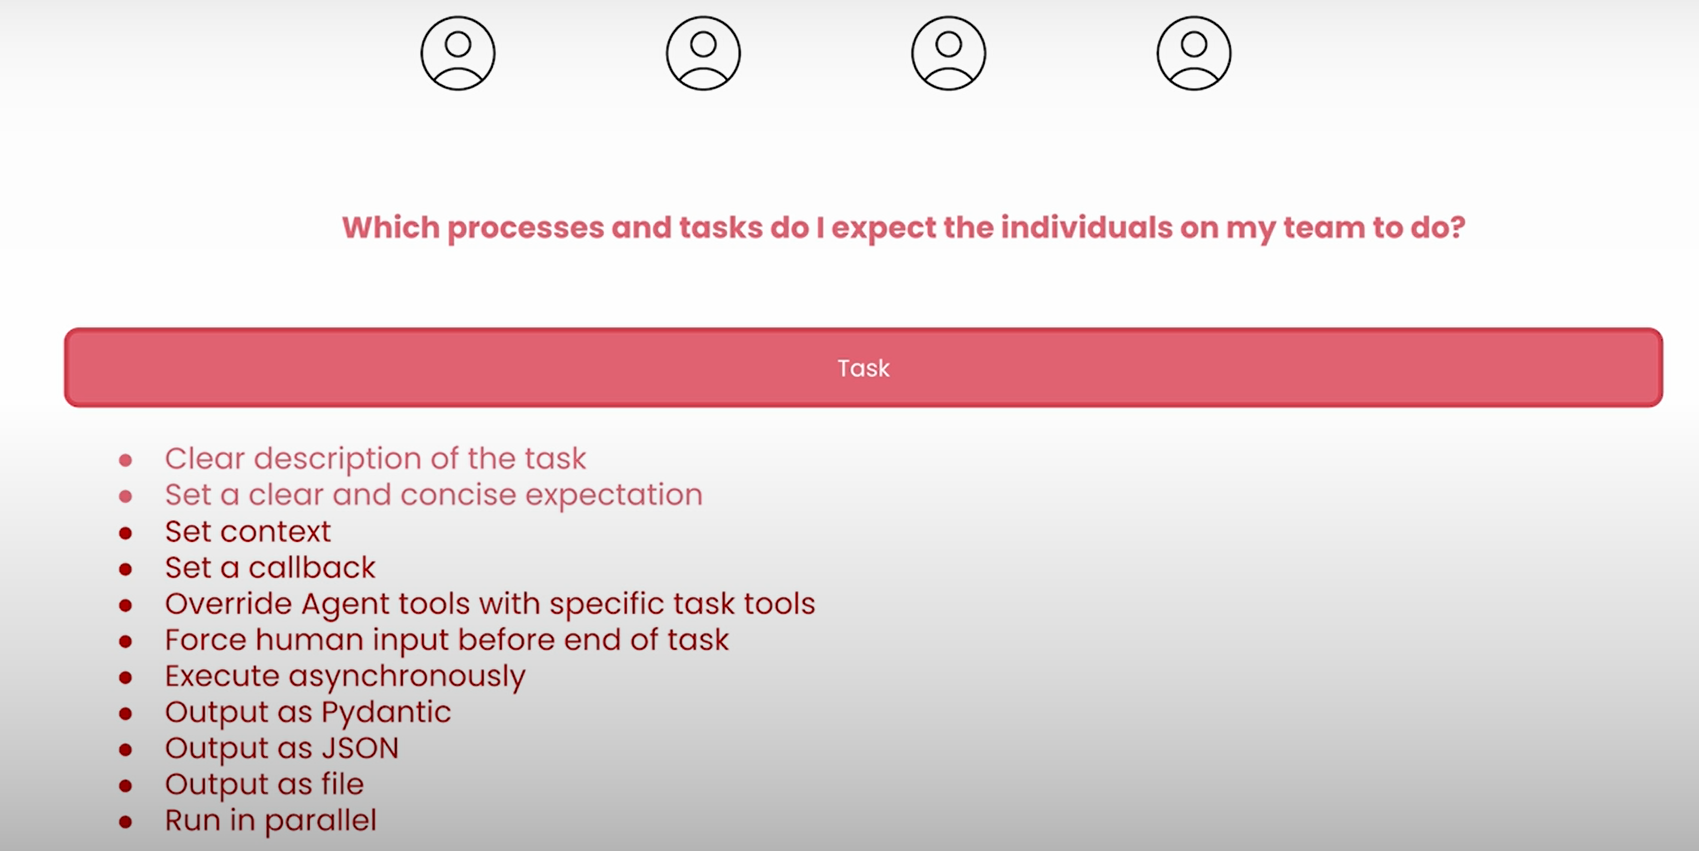 Which processes and tasks do I expect the individuals on my team to do?
Task
● Clear description of the task
● Set a clear and concise expectation
● Set context
● Set a callback
● Override Agent tools with specific task tools
● Force human input before end of task
● Execute asynchronously
● Output as Pydantic
● Output as JSON
● Output as file
● Run in parallel